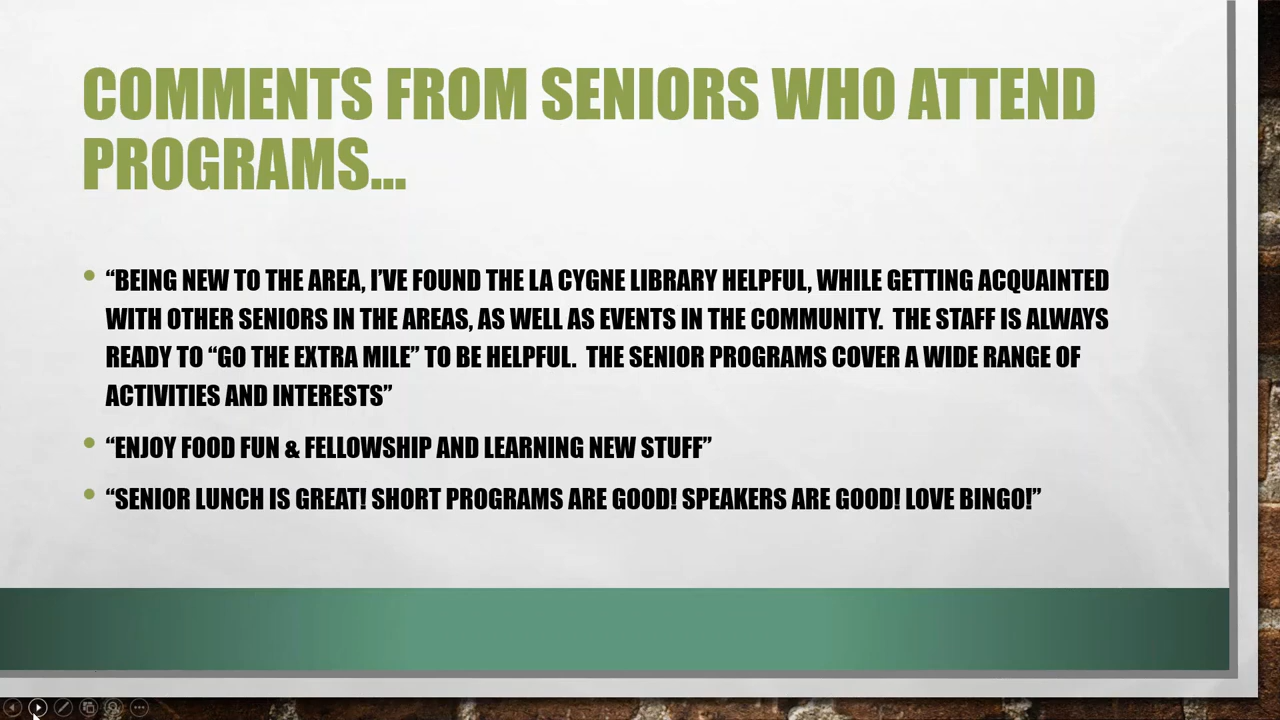 COMMENTS FROM SENIORS WHO ATTEND
PROGRAMS...
“BEING NEW TO THE AREA, I’VE FOUND THE LA CYGNE LIBRARY HELPFUL, WHILE GETTING ACQUAINTED
WITH OTHER SENIORS IN THE AREAS, AS WELL AS EVENTS IN THE COMMUNITY.  THE STAFF IS ALWAYS
READY TO “GO THE EXTRA MILE” TO BE HELPFUL.  THE SENIOR PROGRAMS COVER A WIDE RANGE OF
ACTIVITIES AND INTERESTS”
“ENJOY FOOD FUN & FELLOWSHIP AND LEARNING NEW STUFF”
“SENIOR LUNCH IS GREAT! SHORT PROGRAMS ARE GOOD! SPEAKERS ARE GOOD! LOVE BINGO!”